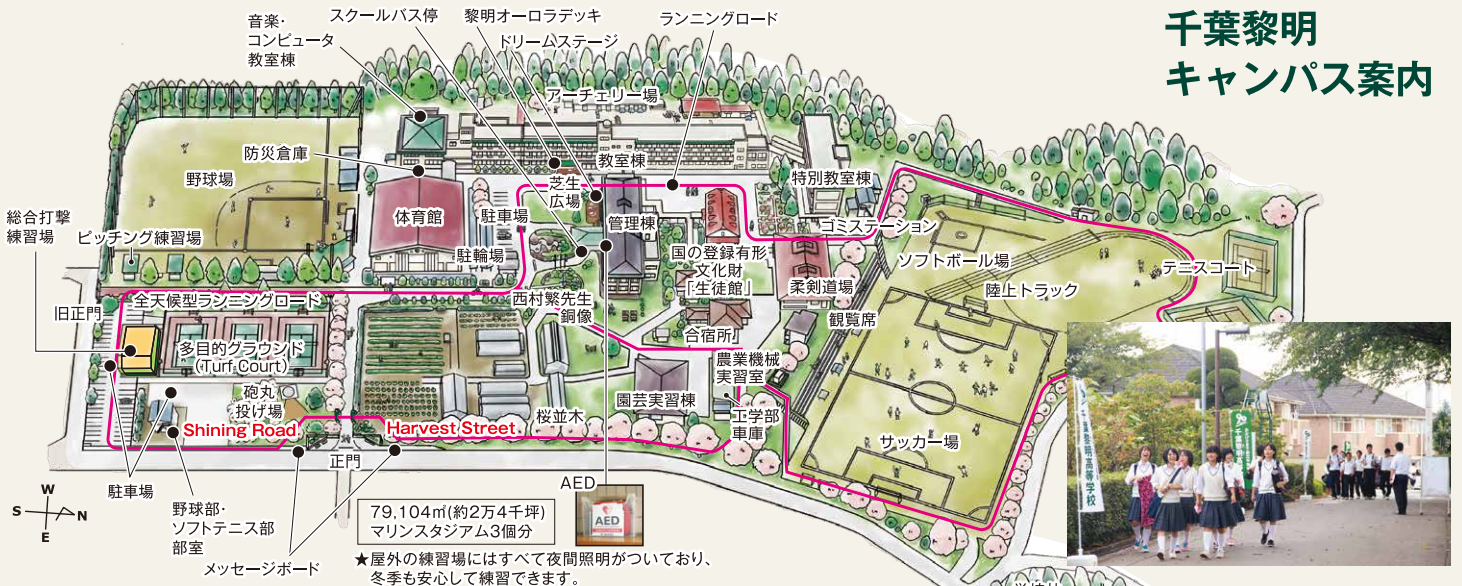 千葉黎明
キャンパス案内
音楽・
コンピュータ
教室棟
スクールバス停
黎明オーロラデッキ
ドリームステージ
ランニングロード
アーチェリー場
防災倉庫
野球場
総合打撃
練習場
ピッチング練習場
体育館
駐車場
芝生
広場
教室棟
管理棟
特別教室棟
ゴミステーション
駐輪場
国の登録有形
文化財
「生徒館」
柔剣道場
ソフトボール場
テニスコート
陸上トラック
全天候型ランニングロード
旧正門
西村繁先生
銅像
観覧席
合宿所
多目的グラウンド
(Turf Court)
農業機械
実習室
砲丸
投げ場
園芸実習棟
桜並木
工学部
車庫
サッカー場
Shining Road
Harvest Street
正門
駐車場
野球部・
ソフトテニス部
部室
メッセージボード
AED
AED
W
S
N
E
79,104㎡(約2万4千坪)
マリンスタジアム3個分
★屋外の練習場にはすべて夜間照明がついており、
冬季も安心して練習できます。